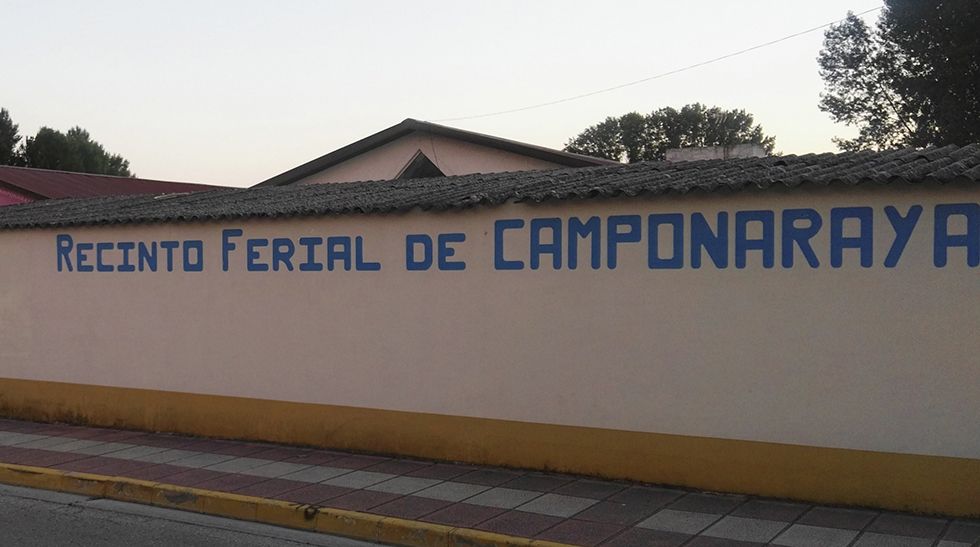 RECINTO FERIAL DE CAMPONARAYA